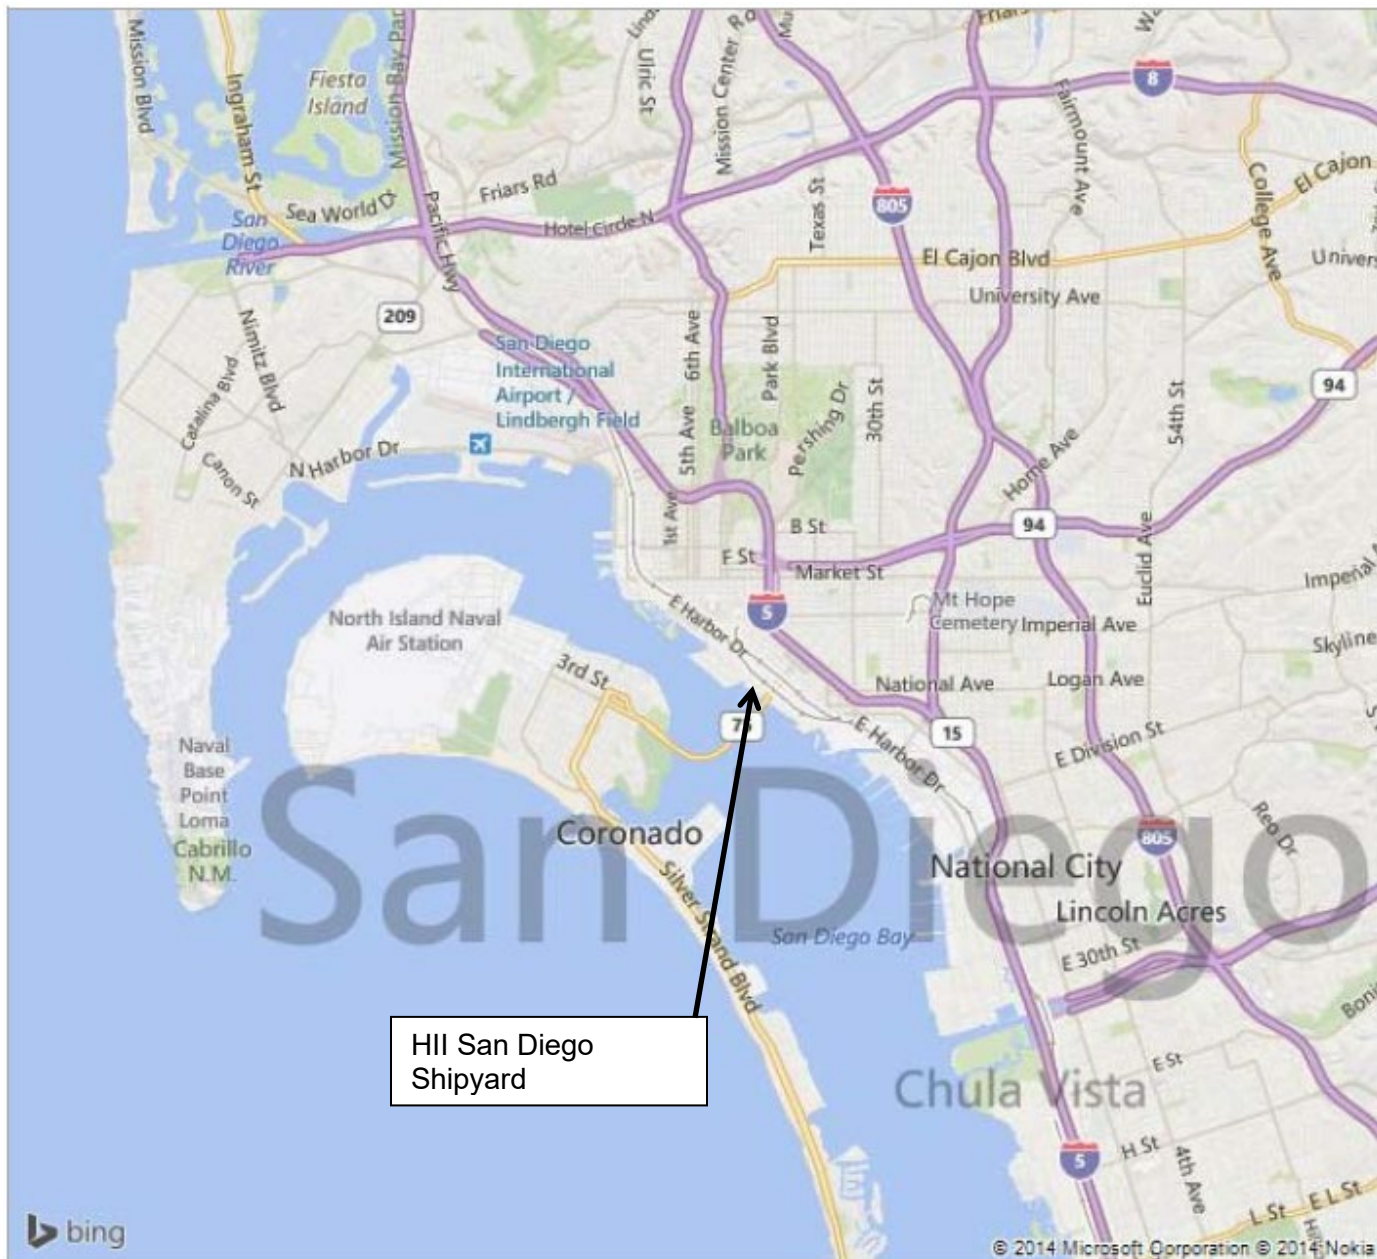 Mission Blvd
Ingraham St
Fiesta
Island
Mission Bay Par
Ulric St
Mission Center Ro
Friars
8
Fairmount Ave
College Ave
El Cajon
Friars Rd
Sea World Dr
San
Diego
River
Pacific Hwy
Hotel Circle N
Texas St
805
El Cajon Blvd
University Ave
Univers
209
Nimitz Blvd
Catalina Blvd
Canon St
N Harbor Dr
San Diego
International
Airport /
Lindbergh Field
5th Ave
6th Ave
Park Blvd
Balboa
Park
Pershing Dr
30th St
54th St
94
Home Ave
1st Ave
B St
F St
Market St
94
Euclid Ave
Imperial A
North Island Naval
Air Station
E Harbor Dr
5
Mt Hope
Cemetery
Imperial Ave
Skyline
3rd St
National Ave
Logan Ave
75
E Harbor Dr
15
E Division St
Naval
Base
Point
Loma
Cabrillo
N.M.
San Diego
Coronado
Silver Strand Blvd
National City
805
Reo Dr
Lincoln Acres
San Diego Bay
E 30th St
Boni
HII San Diego
Shipyard
Chula Vista
E St
H St
5
4th Ave
L St
E L St
bing
© 2014 Microsoft Corporation © 2014 Nokia